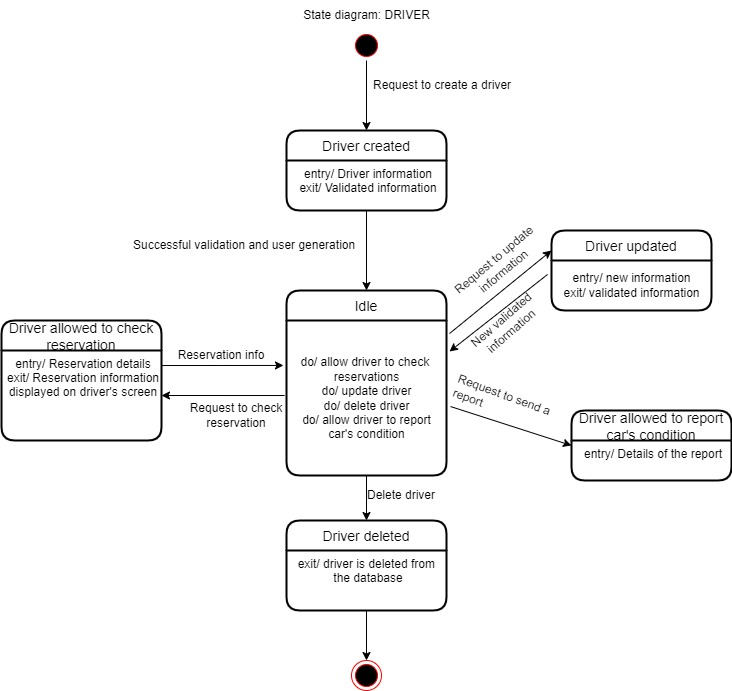 State diagram: DRIVER
Request to create a driver
Driver created
entry/ Driver information
exit/ Validated information
Successful validation and user generation
Request to update
information
Driver updated
entry/ new information
exit/ validated information
New validated
information
Idle
do/ allow driver to check
reservations
do/ update driver
do/ delete driver
do/ allow driver to report
car's condition
Driver allowed to check
reservation
entry/ Reservation details
exit/ Reservation information
displayed on driver's screen
Reservation info
Request to check
reservation
Request to send a
report
Driver allowed to report
car's condition
entry/ Details of the report
Delete driver
Driver deleted
exit/ driver is deleted from
the database